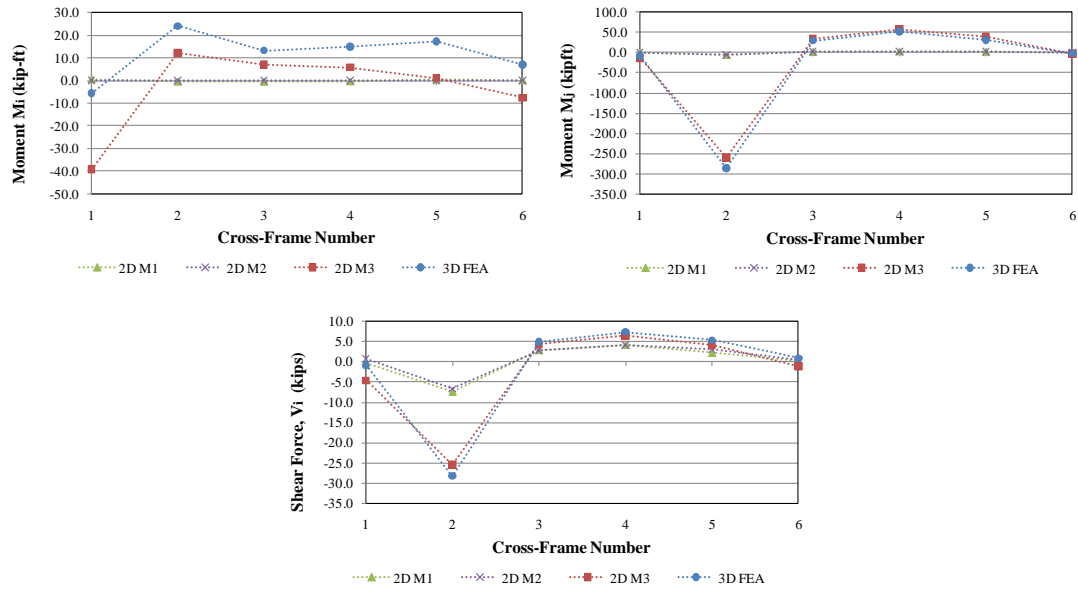 Moment Mi (kip-ft)
30.0
20.0
10.0
0.0
-10.0
-20.0
-30.0
-40.0
-50.0
1 2 3 4 5 6
Cross-Frame Number
2D M1 2D M2 2D M3 3D FEA
Moment Mj (kipft)
100.0
50.0
0.0
-50.0
-100.0
-150.0
-200.0
-250.0
-300.0
-350.0
1 2 3 4 5 6
Cross-Frame Number
2D M1 2D M2 2D M3 3D FEA
Shear Force, Vi (kips)
10.0
5.0
0.0
-5.0
-10.0
-15.0
-20.0
-25.0
-30.0
-35.0
1 2 3 4 5 6
Cross-Frame Number
2D M1 2D M2 2D M3 3D FEA